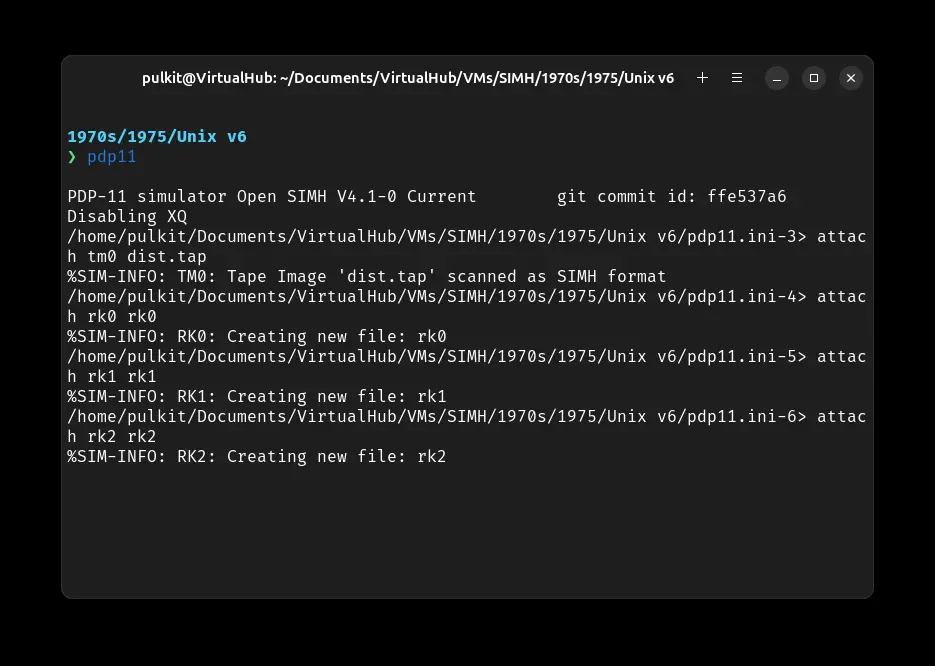 pulkit@VirtualHub: ~/Documents/VirtualHub/VMs/SIMH/1970s/1975/Unix v6
1970s/1975/Unix v6
❯ pdp11
PDP-11 simulator Open SIMH V4.1-0 Current        git commit id: ffe537a6
Disabling XQ
/home/pulkit/Documents/VirtualHub/VMs/SIMH/1970s/1975/Unix v6/pdp11.ini-3> attac
h tm0 dist.tap
%SIM-INFO: TM0: Tape Image 'dist.tap' scanned as SIMH format
/home/pulkit/Documents/VirtualHub/VMs/SIMH/1970s/1975/Unix v6/pdp11.ini-4> attac
h rk0 rk0
%SIM-INFO: RK0: Creating new file: rk0
/home/pulkit/Documents/VirtualHub/VMs/SIMH/1970s/1975/Unix v6/pdp11.ini-5> attac
h rk1 rk1
%SIM-INFO: RK1: Creating new file: rk1
/home/pulkit/Documents/VirtualHub/VMs/SIMH/1970s/1975/Unix v6/pdp11.ini-6> attac
h rk2 rk2
%SIM-INFO: RK2: Creating new file: rk2